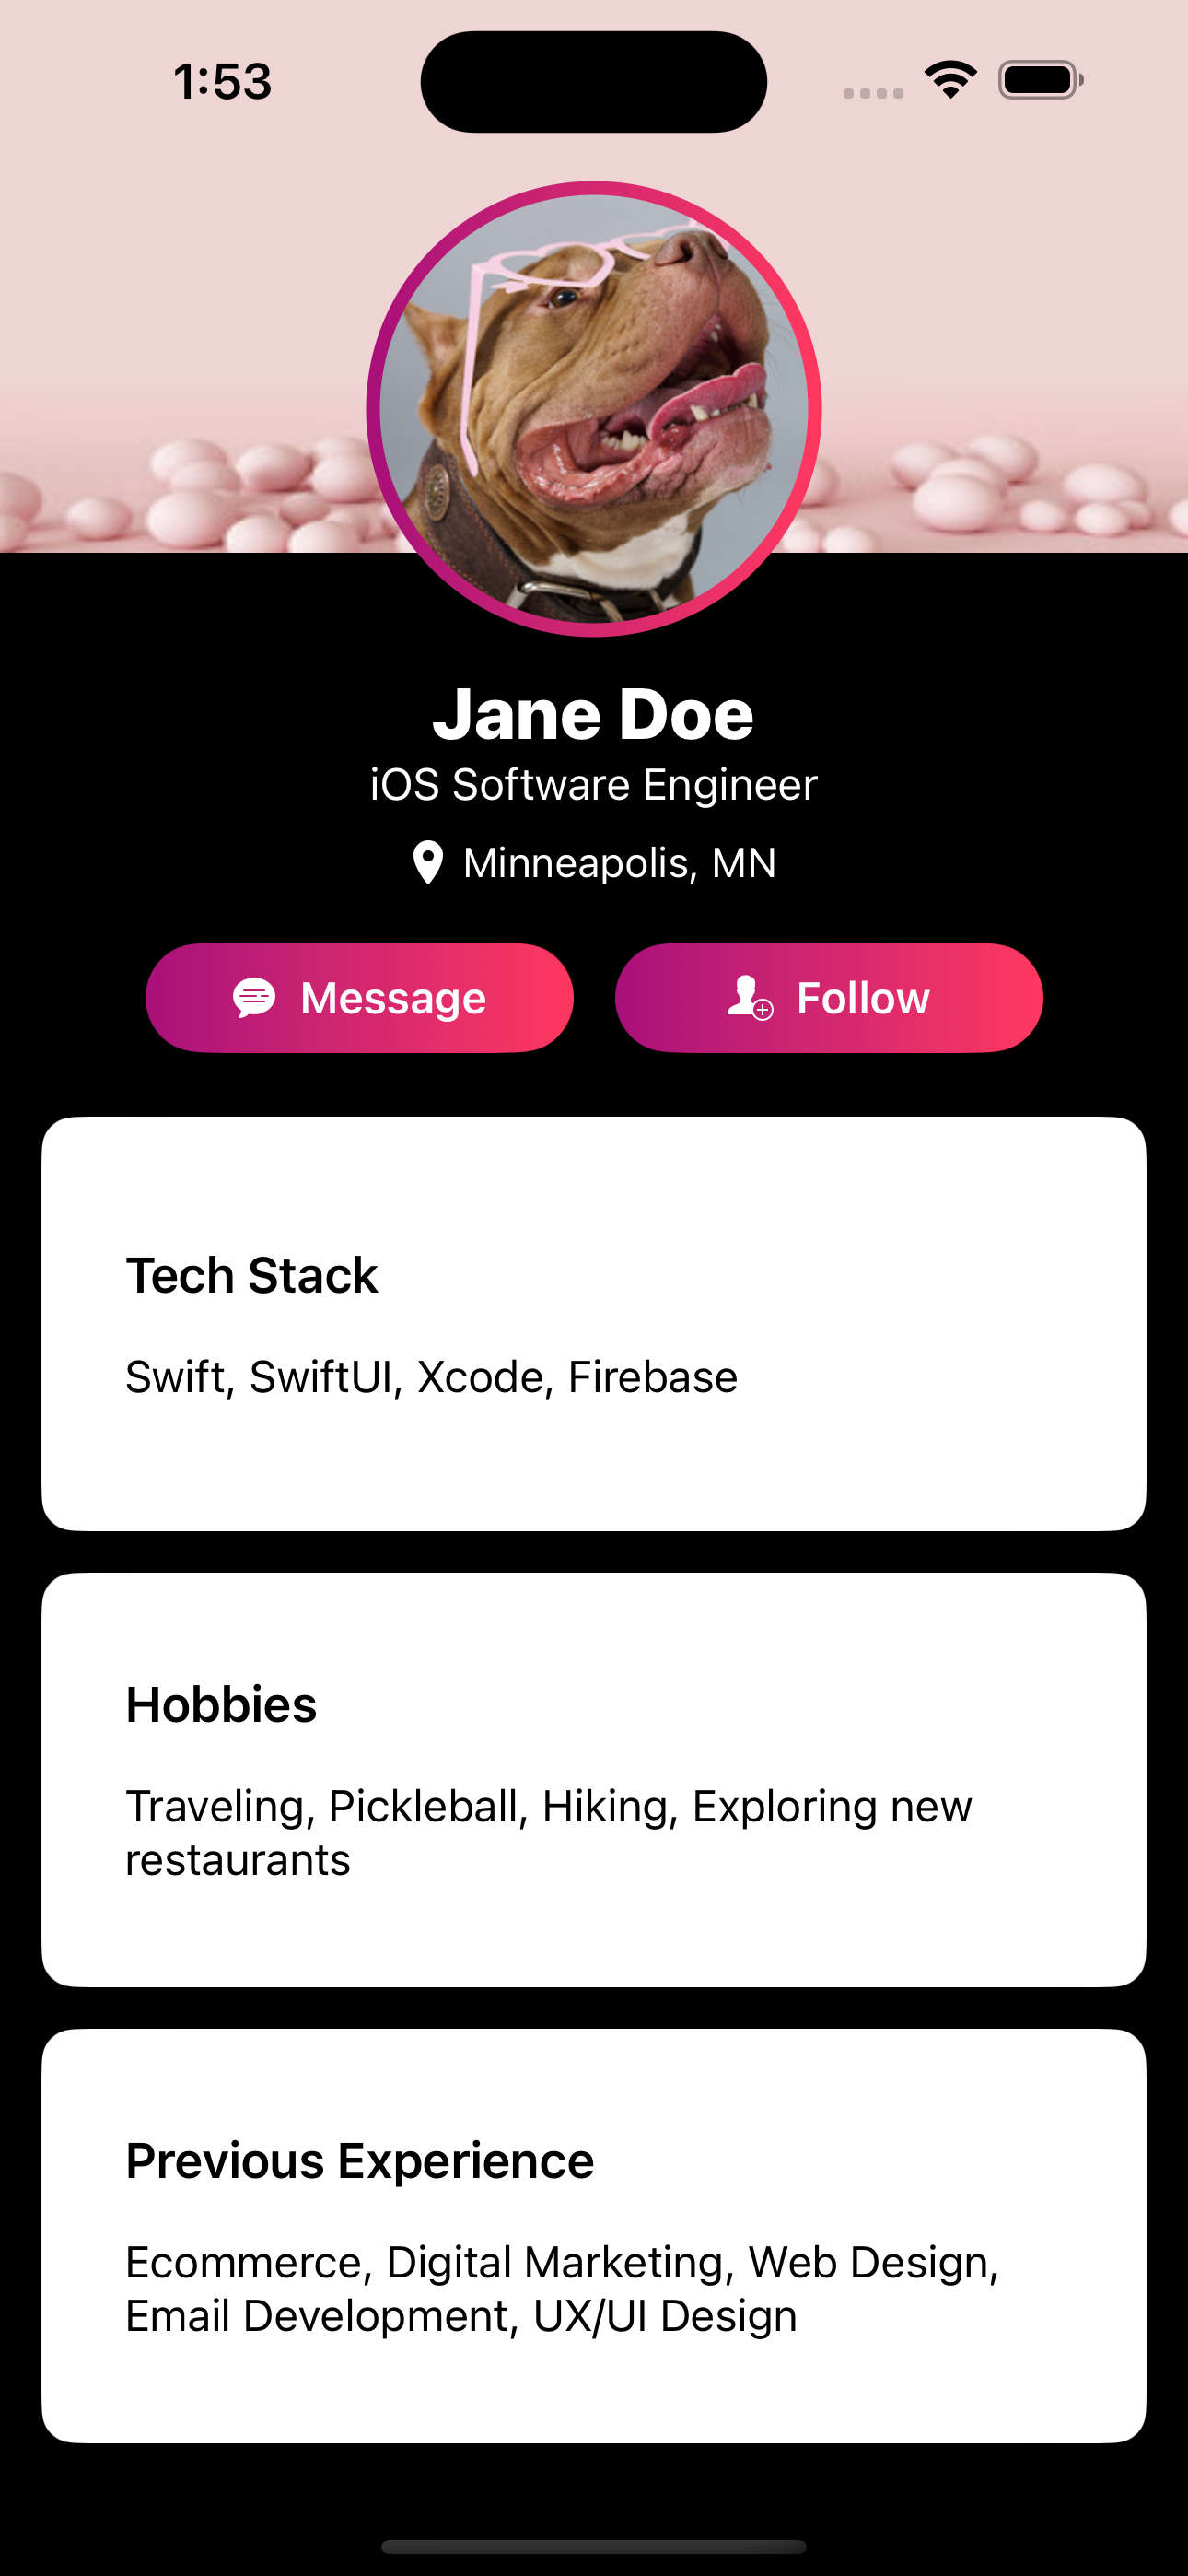 1:53
Jane Doe
iOS Software Engineer
Minneapolis, MN
Message
Follow
Tech Stack
Swift, SwiftUI, Xcode, Firebase
Hobbies
Traveling, Pickleball, Hiking, Exploring new
restaurants
Previous Experience
Ecommerce, Digital Marketing, Web Design,
Email Development, UX/UI Design